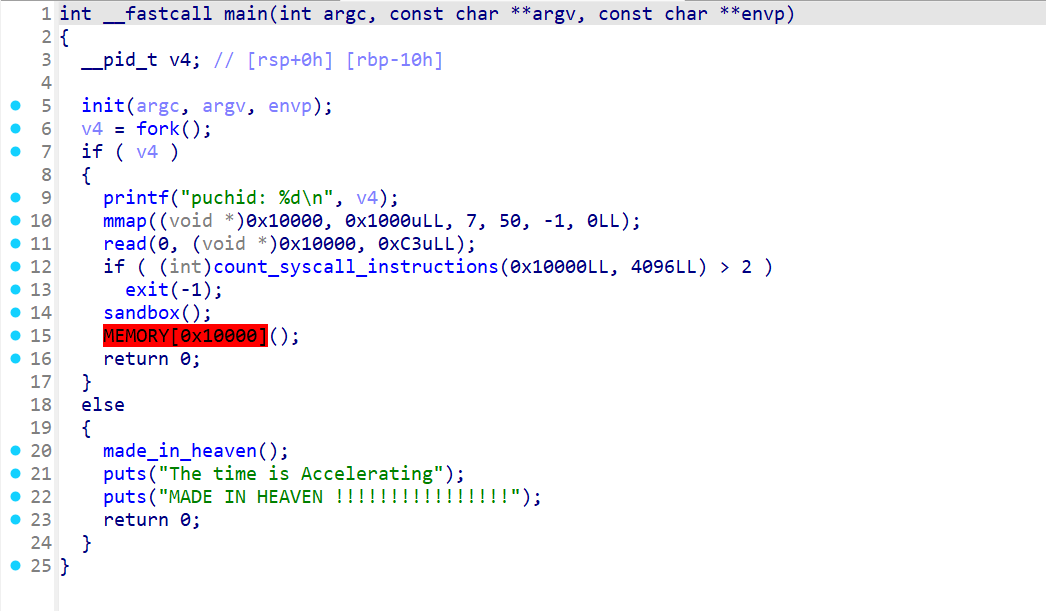 1 int __fastcall main(int argc, const char **argv, const char **envp)
2 {
3   __pid_t v4; // [rsp+0h] [rbp-10h]
4
5   init(argc, argv, envp);
6   v4 = fork();
7   if ( v4 )
8   {
9     printf("puchid: %d\n", v4);
10     mmap((void *)0x10000, 0x1000uLL, 7, 50, -1, 0LL);
11     read(0, (void *)0x10000, 0xC3uLL);
12     if ( (int)count_syscall_instructions(0x10000LL, 4096LL) > 2 )
13       exit(-1);
14     sandbox();
15     MEMORY[0x10000]();
16     return 0;
17   }
18   else
19   {
20     made_in_heaven();
21     puts("The time is Accelerating");
22     puts("MADE IN HEAVEN !!!!!!!!!!!!!!!!");
23     return 0;
24   }
25 }